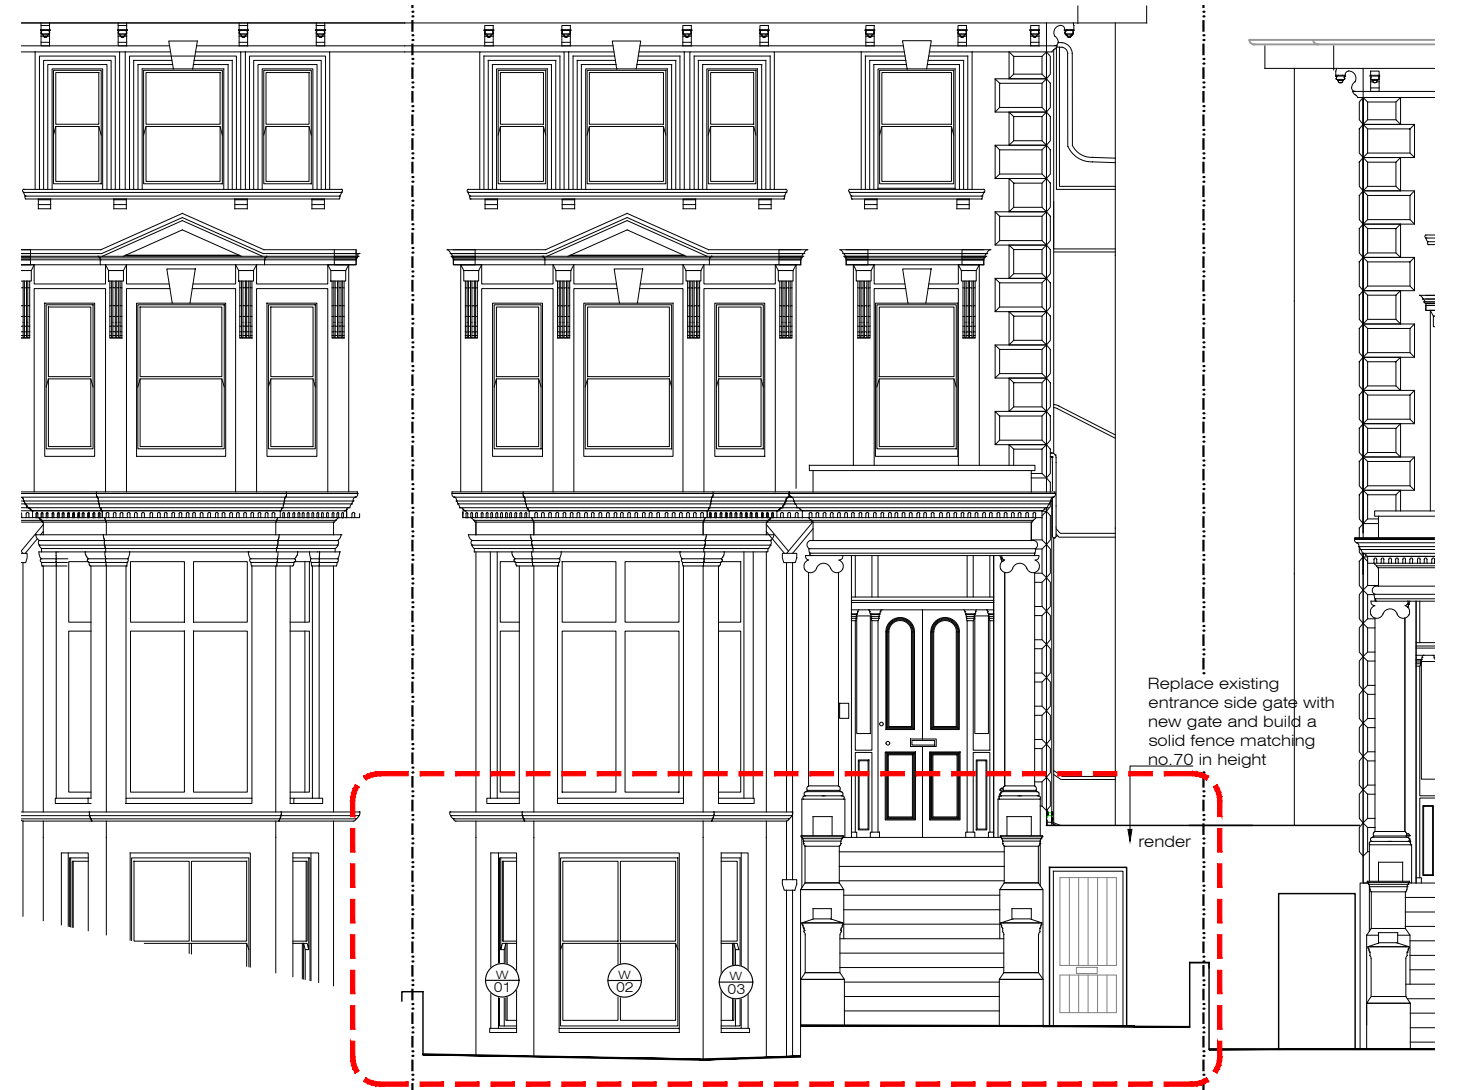 Replace existing
entrance side gate with
new gate and build a
solid fence matching
no.70 in height
render
W
01
W
02
W
03